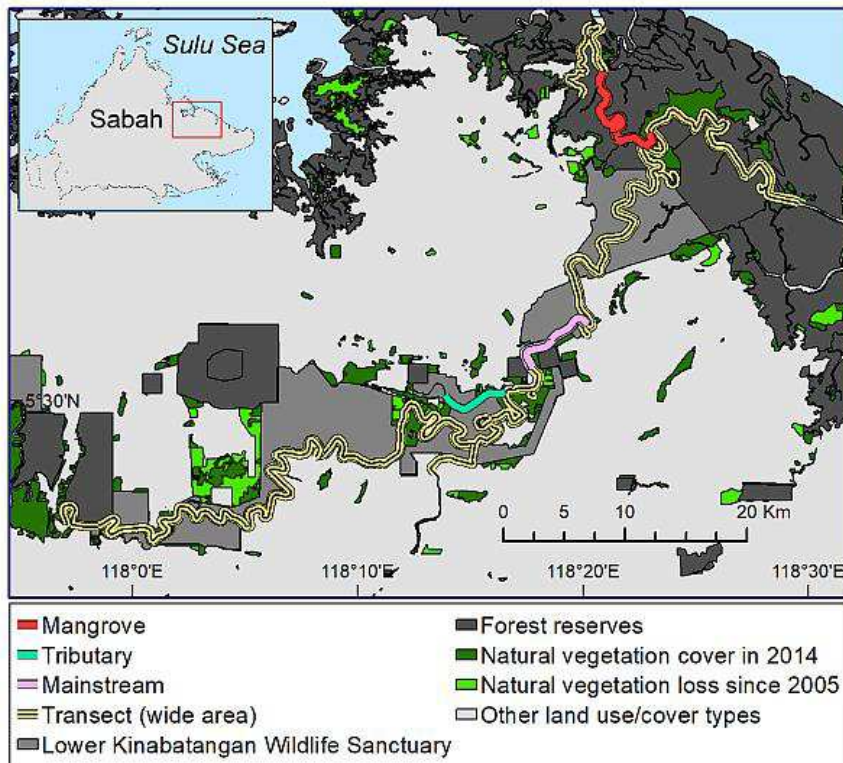 Sulu Sea
Sabah
5°30'N
0 5 10 20 Km
118°0'E 118°10'E 118°20'E 118°30'E
Mangrove
Tributary
Mainstream
Transect (wide area)
Lower Kinabatangan Wildlife Sanctuary
Forest reserves
Natural vegetation cover in 2014
Natural vegetation loss since 2005
Other land use/cover types